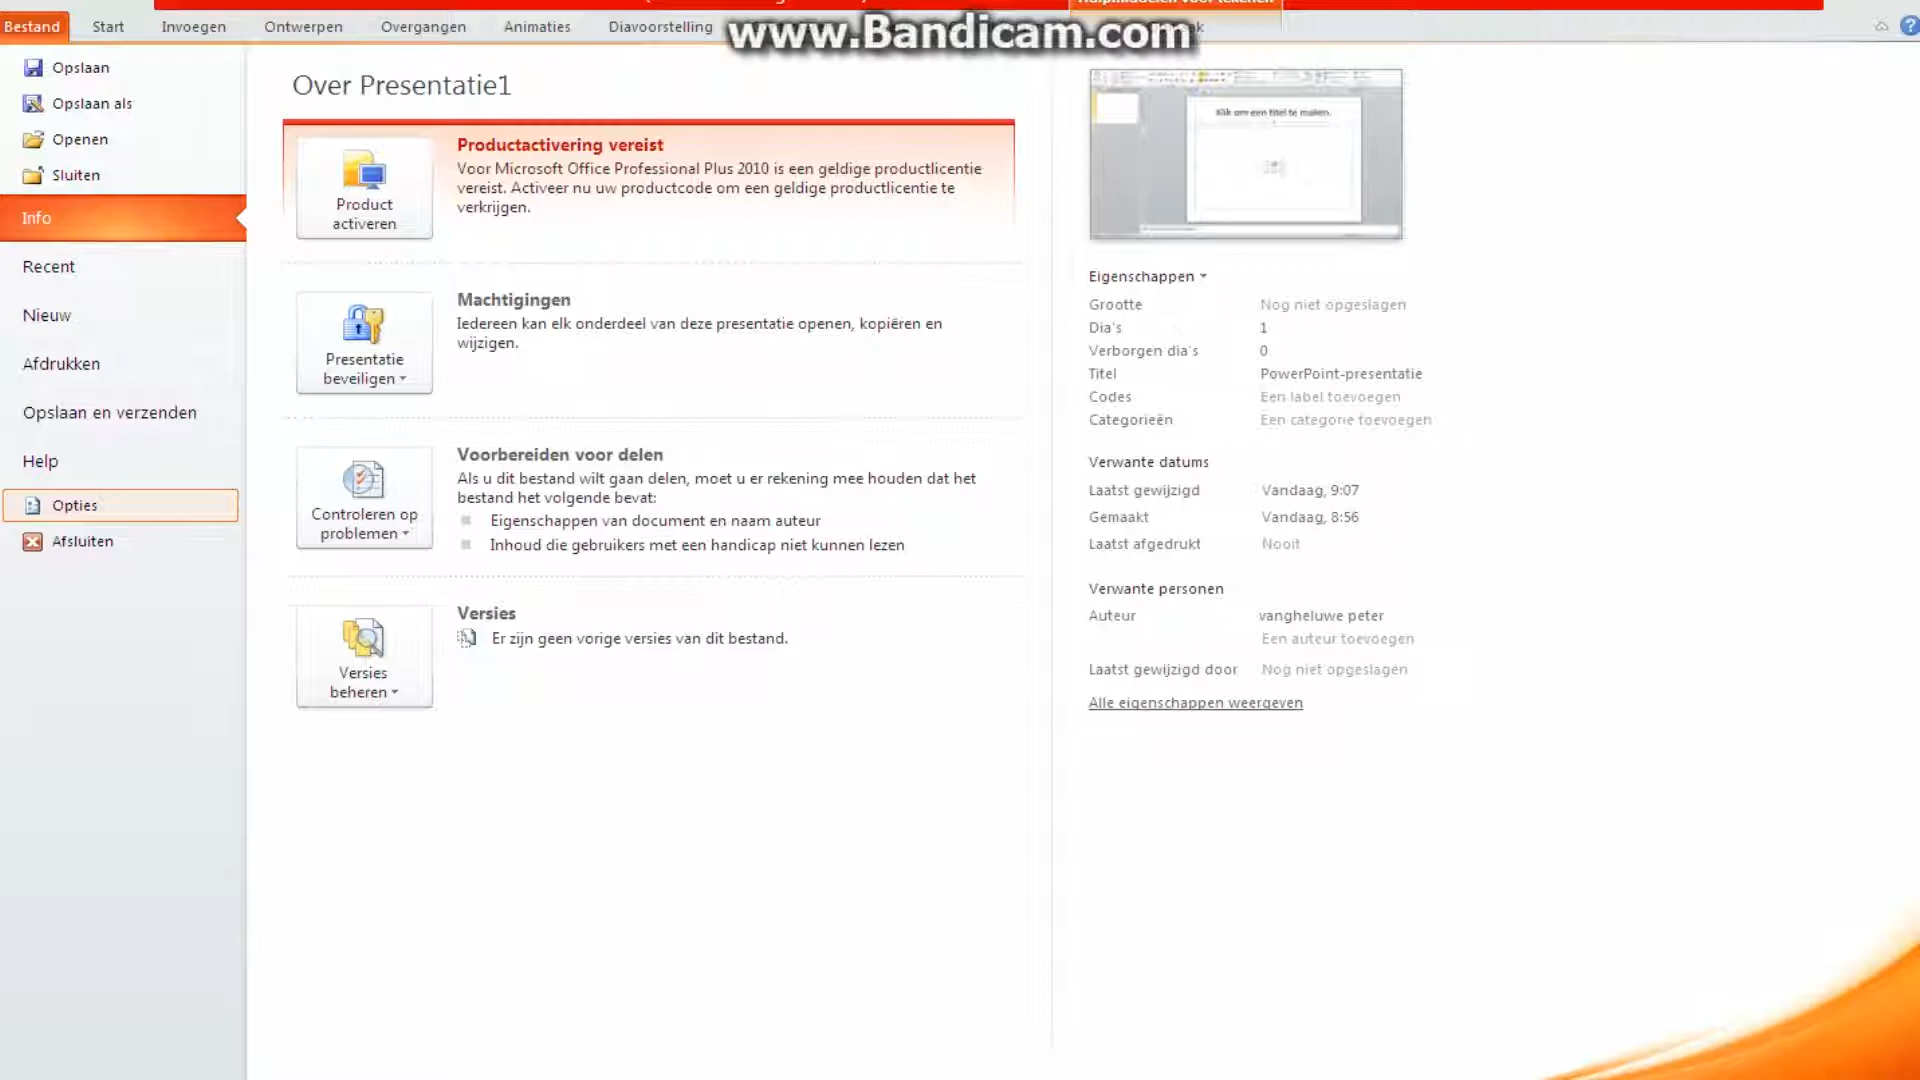 Bestand Start Invoegen Ontwerpen Overgangen Animaties Diavoorstelling
www.Bandicam.com
Opslaan
Opslaan als
Openen
Sluiten
Info
Recent
Nieuw
Afdrukken
Opslaan en verzenden
Help
Opties
Afsluiten
Over Presentatie1
Product
activeren
Productactivering vereist
Voor Microsoft Office Professional Plus 2010 is een geldige productlicentie
vereist. Activeer nu uw productcode om een geldige productlicentie te
verkrijgen.
Presentatie
beveiligen
Machtigingen
Iedereen kan elk onderdeel van deze presentatie openen, kopiëren en
wijzigen.
Controleren op
problemen
Voorbereiden voor delen
Als u dit bestand wilt gaan delen, moet u er rekening mee houden dat het
bestand het volgende bevat:
Eigenschappen van document en naam auteur
Inhoud die gebruikers met een handicap niet kunnen lezen
Versies
beheren
Versies
Er zijn geen vorige versies van dit bestand.
Klik om een titel te maken.
Eigenschappen
Grootte Nog niet opgeslagen
Dia's 1
Verborgen dia's 0
Titel PowerPoint-presentatie
Codes Een label toevoegen
Categorieën Een categorie toevoegen
Verwante datums
Laatst gewijzigd Vandaag, 9:07
Gemaakt Vandaag, 8:56
Laatst afgedrukt Nooit
Verwante personen
Auteur vangheluwe peter
Een auteur toevoegen
Laatst gewijzigd door Nog niet opgeslagen
Alle eigenschappen weergeven